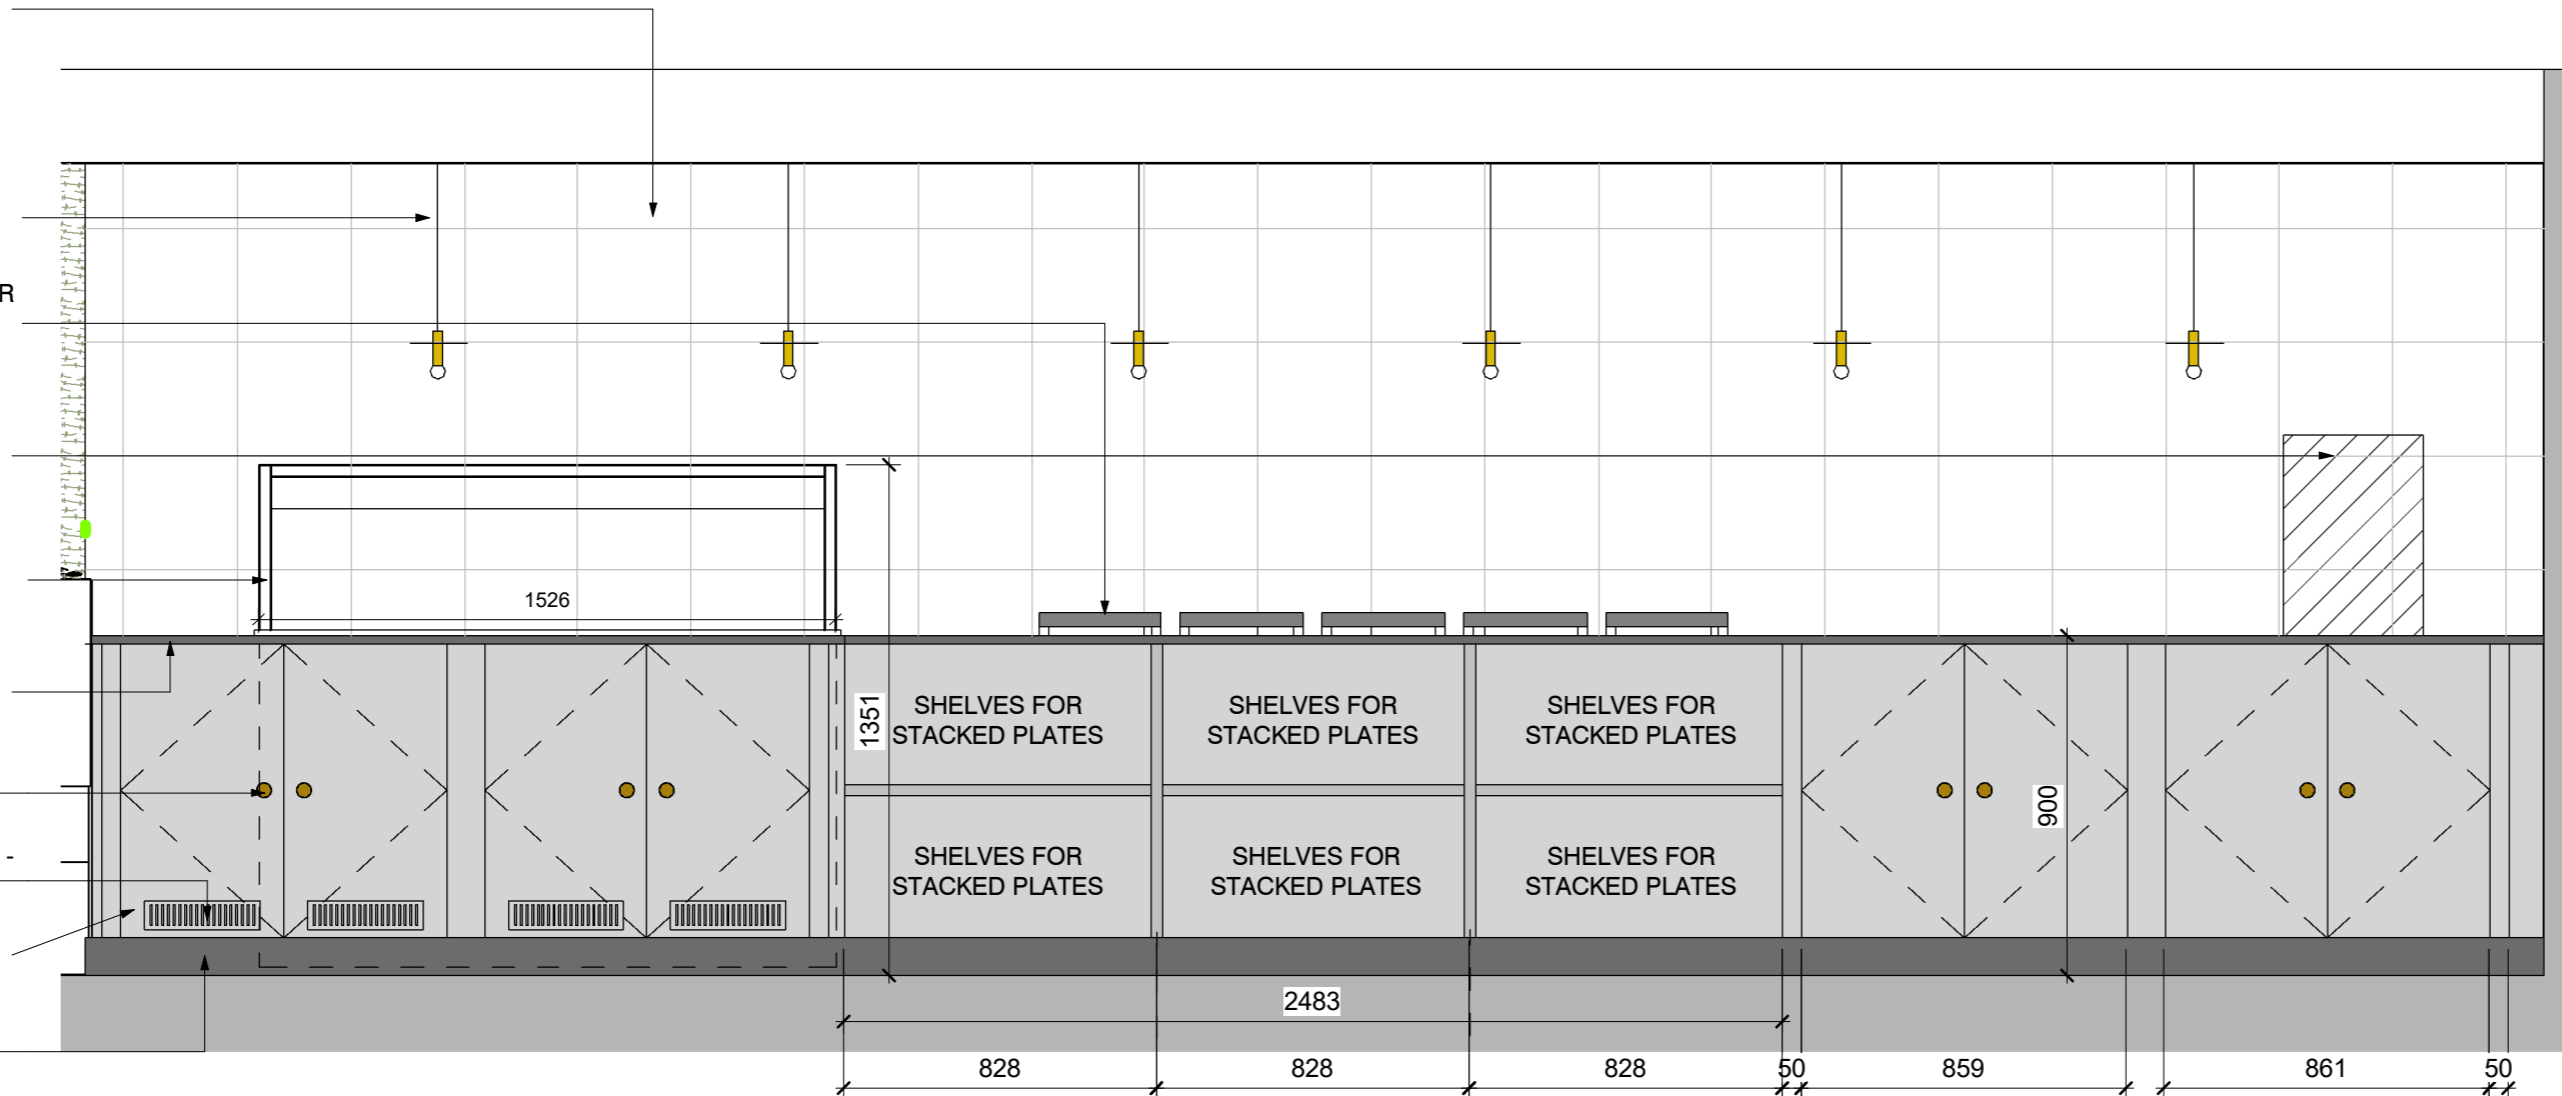 R
1526
SHELVES FOR
STACKED PLATES
SHELVES FOR
STACKED PLATES
SHELVES FOR
STACKED PLATES
1351
900
-
SHELVES FOR
STACKED PLATES
SHELVES FOR
STACKED PLATES
SHELVES FOR
STACKED PLATES
2483
828
828
828
50
859
861
50